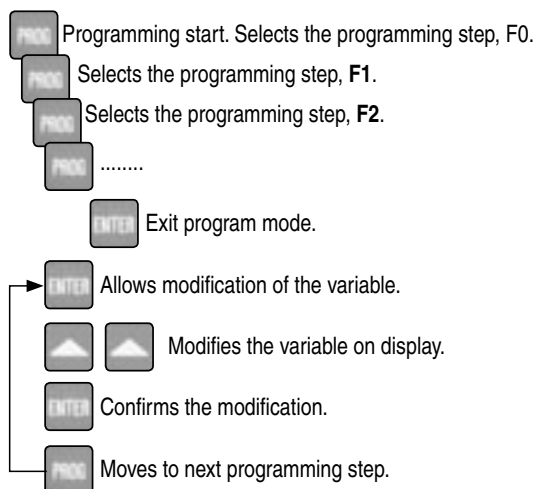 PROG Programming start. Selects the programming step, F0.
PROG Selects the programming step, F1.
PROG Selects the programming step, F2.
PROG ........
ENTER Exit program mode.
ENTER Allows modification of the variable.
Modifies the variable on display.
ENTER Confirms the modification.
PROG Moves to next programming step.